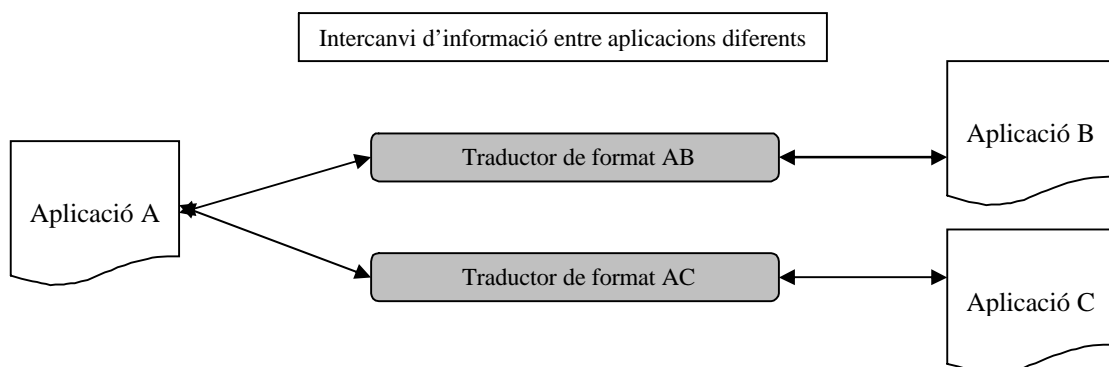 Intercanvi d’informació entre aplicacions diferents
Aplicació A
Traductor de format AB
Aplicació B
Traductor de format AC
Aplicació C